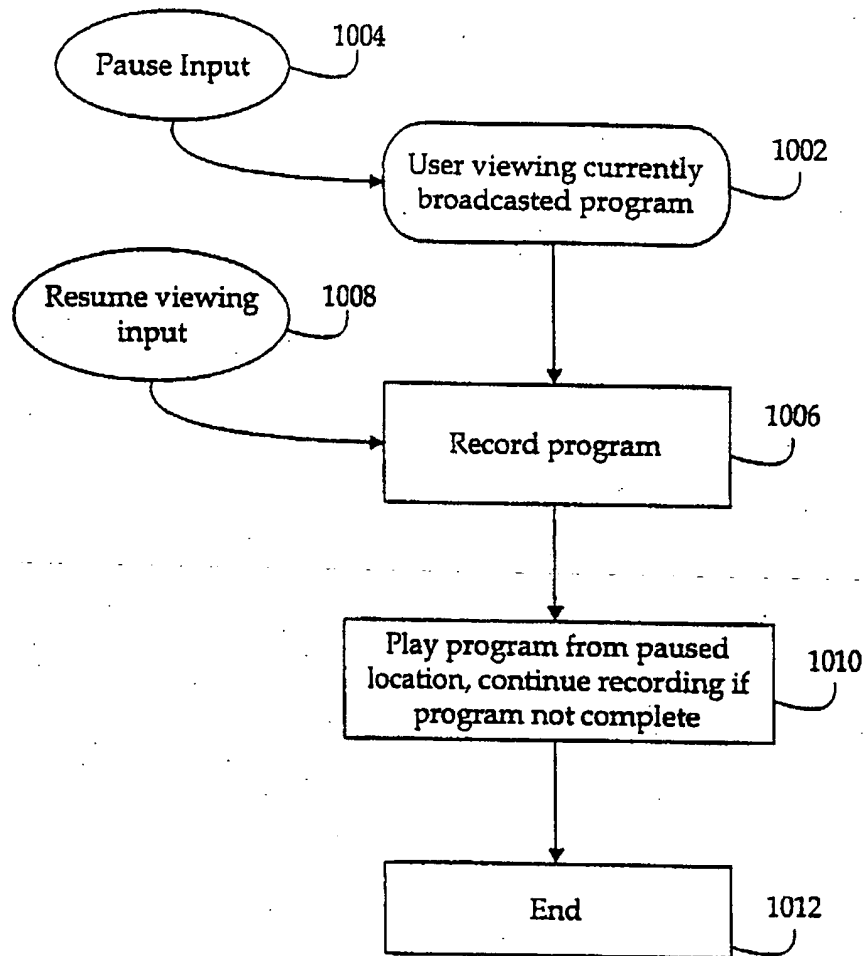 1004
Pause Input
1002
User viewing currently
broadcasted program
1008
Resume viewing
input
1006
Record program
1010
Play program from paused
location, continue recording if
program not complete
1012
End